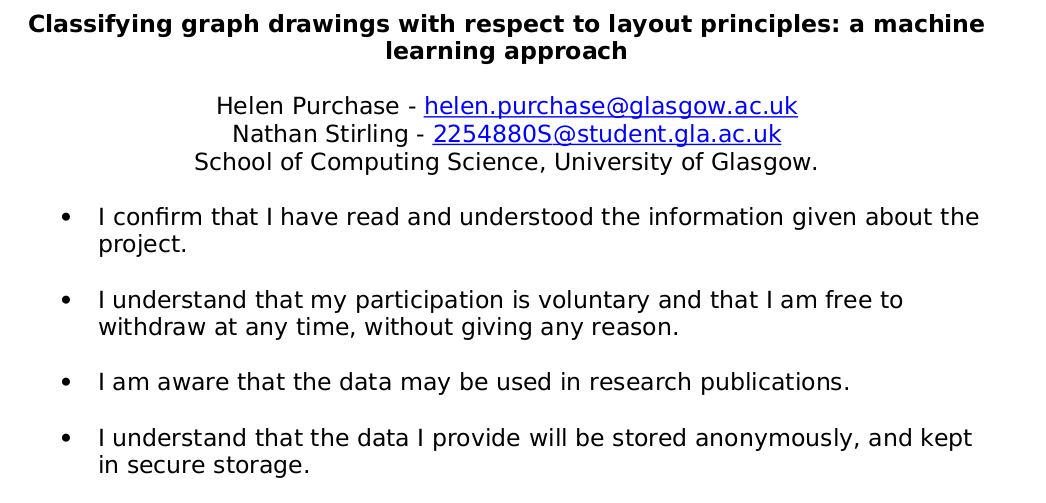 Classifying graph drawings with respect to layout principles: a machine
learning approach
Helen Purchase - helen.purchase@glasgow.ac.uk
Nathan Stirling - 2254880S@student.gla.ac.uk
School of Computing Science, University of Glasgow.
• I confirm that I have read and understood the information given about the
project.
• I understand that my participation is voluntary and that I am free to
withdraw at any time, without giving any reason.
• I am aware that the data may be used in research publications.
• I understand that the data I provide will be stored anonymously, and kept
in secure storage.